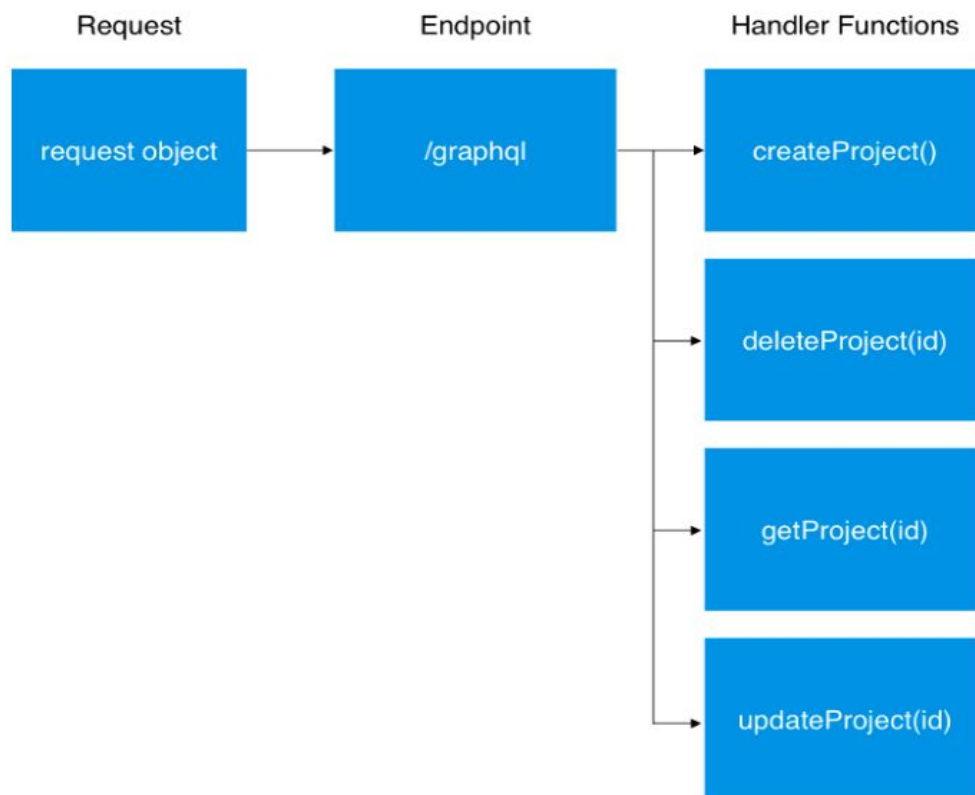 Request
Endpoint
Handler Functions
request object
/graphql
createProject()
deleteProject(id)
getProject(id)
updateProject(id)